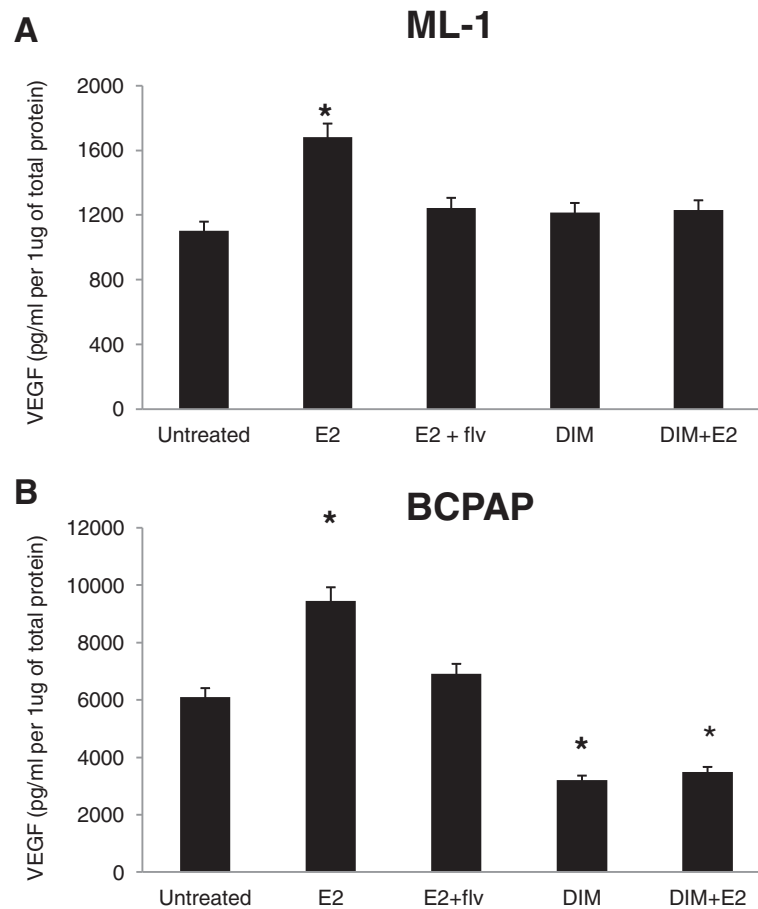 A
ML-1
VEGF (pg/ml per 1ug of total protein)
2000
1600
1200
800
400
0
*
Untreated E2 E2 + flv DIM DIM+E2
B
BCPAP
VEGF (pg/ml per 1ug of total protein)
12000
10000
8000
6000
4000
2000
0
*
*
*
Untreated E2 E2+flv DIM DIM+E2